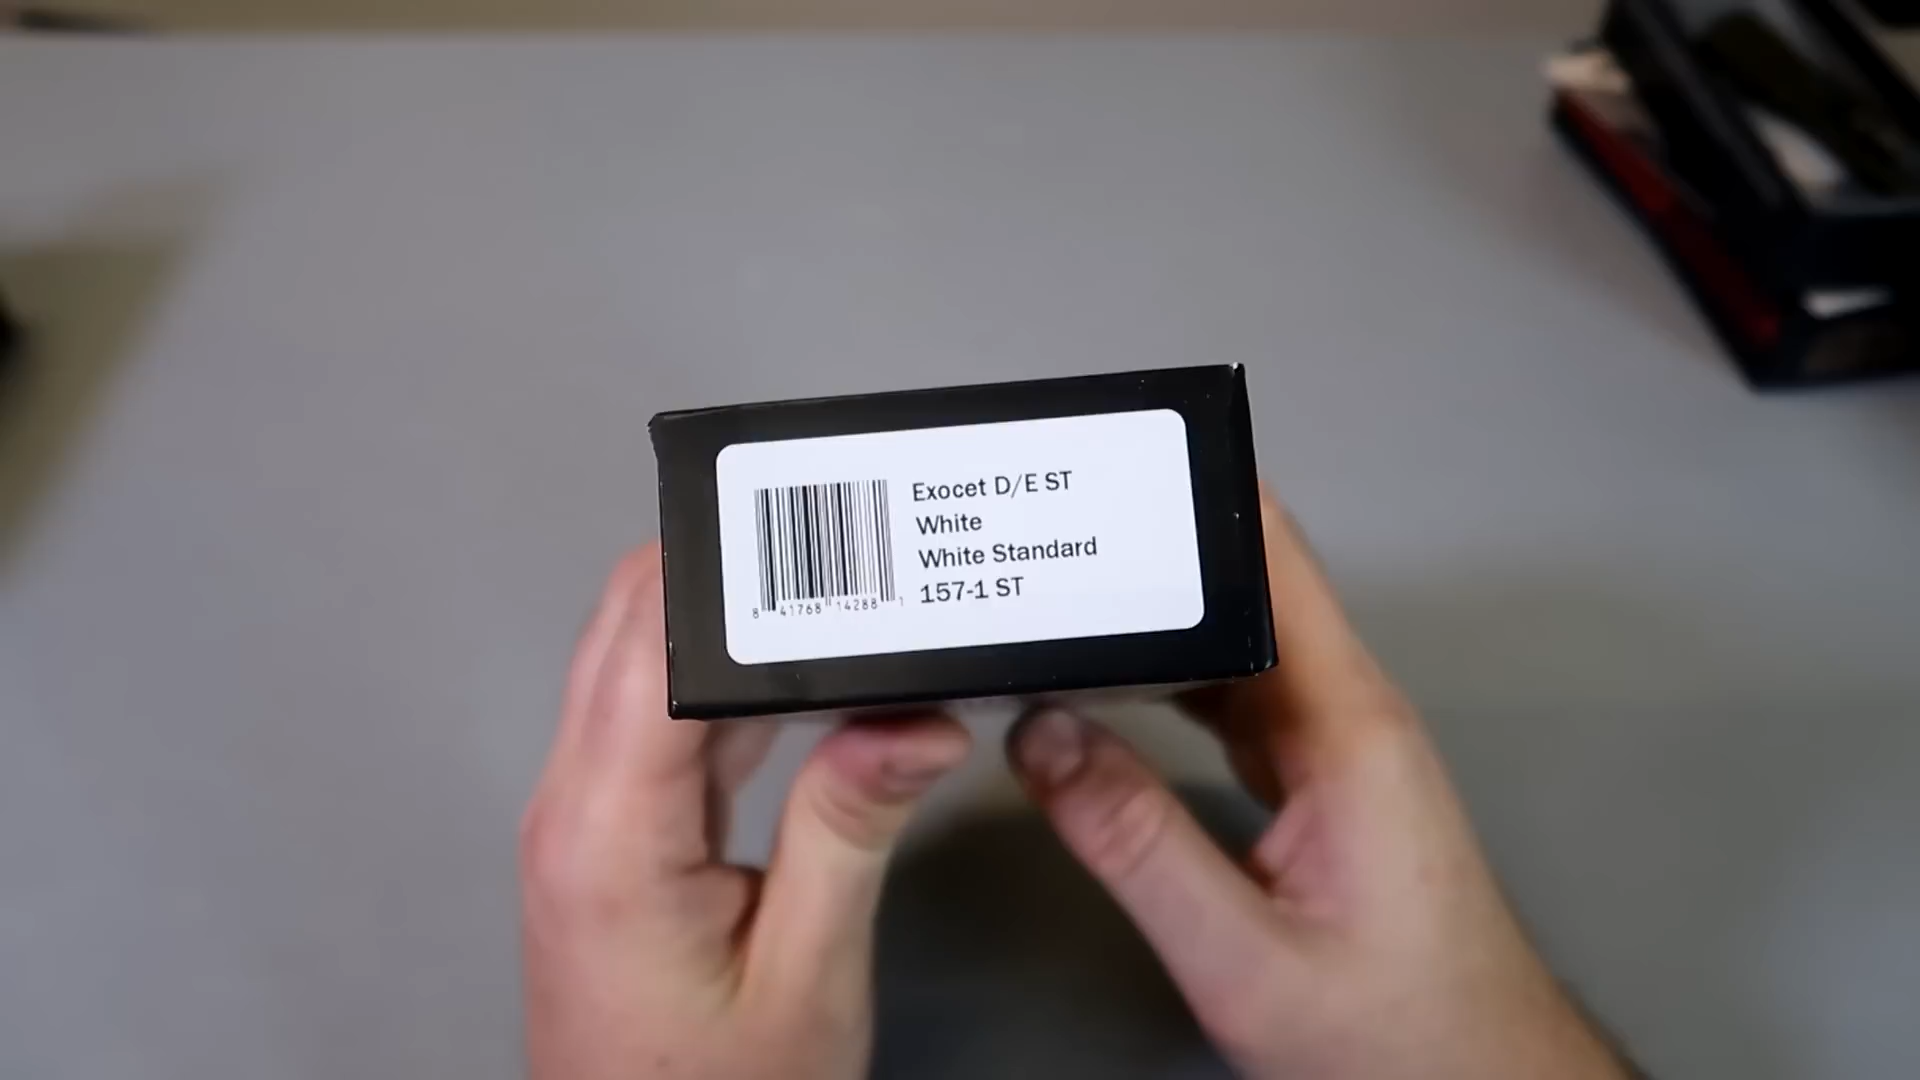 Exocet D/E ST
White
White Standard
157-1 ST
8 41768 14288 1